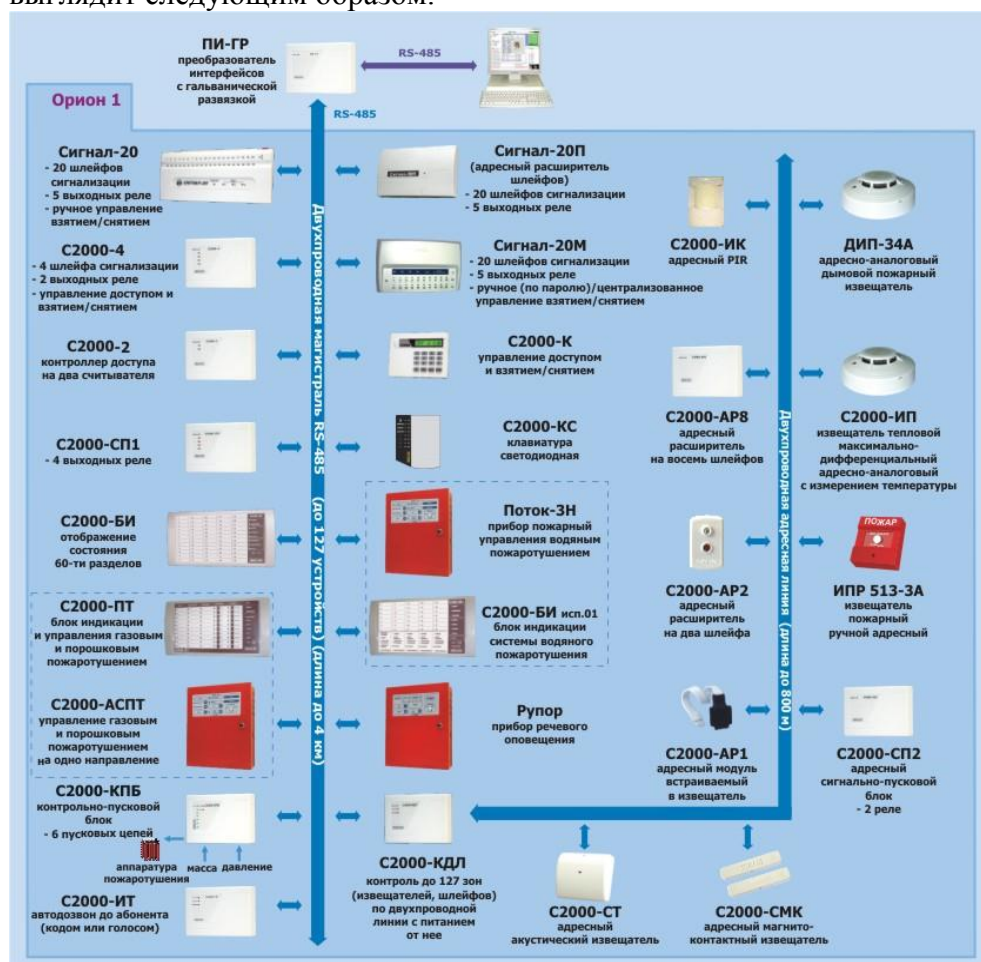 выглядит следующим образом:
ПИ-ГР
преобразователь
интерфейсов
с гальванической
развязкой
RS-485
RS-485
Орион 1
Сигнал-20
- 20 шлейфов
сигнализации
- 5 выходных реле
- ручное управление
взятием/снятием
С2000-4
- 4 шлейфа сигнализации
- 2 выходных реле
- управление доступом и
взятием/снятием
С2000-2
контроллер доступа
на два считывателя
С2000-СП1
- 4 выходных реле
С2000-БИ
отображение
состояния
60-ти разделов
С2000-ПТ
блок индикации
и управления газовым
и порошковым
пожаротушением
С2000-АСПТ
управление газовым
и порошковым
пожаротушением
на одно направление
С2000-КПБ
контрольно-пусковой
блок
- 6 пусковых цепей
аппаратура
пожаротушения
масса
давление
С2000-ИТ
автодозвон до абонента
(кодом или голосом)
Двухпроводная магистраль RS-485 (до 127 устройств) (длина до 4 км)
Сигнал-20П
(адресный расширитель
шлейфов)
- 20 шлейфов сигнализации
- 5 выходных реле
Сигнал-20М
- 20 шлейфов сигнализации
- 5 выходных реле
- ручное (по паролю)/централизованное
управление взятием/снятием
С2000-К
управление доступом
и взятием/снятием
С2000-КС
клавиатура
светодиодная
Поток-3Н
прибор пожарный
управления водяным
пожаротушением
С2000-БИ исп.01
блок индикации
системы водяного
пожаротушения
Рупор
прибор речевого
оповещения
С2000-КДЛ
контроль до 127 зон
(извещателей, шлейфов)
по двухпроводной
линии с питанием
от нее
С2000-ИК
адресный PIR
С2000-АР8
адресный
расширитель
на восемь шлейфов
С2000-АР2
адресный
расширитель
на два шлейфа
С2000-АР1
адресный модуль
встраиваемый
в извещатель
Двухпроводная адресная линия (длина до 800 м)
ДИП-34А
адресно-аналоговый
дымовой пожарный
извещатель
С2000-ИП
извещатель тепловой
максимально-
дифференциальный
адресно-аналоговый
с измерением температуры
ПОЖАР
ИПР 513-3А
извещатель
пожарный
ручной адресный
С2000-СП2
адресный
сигнально-пусковой
блок
- 2 реле
С2000-СТ
адресный
акустический извещатель
С2000-СМК
адресный магнито-
контактный извещатель